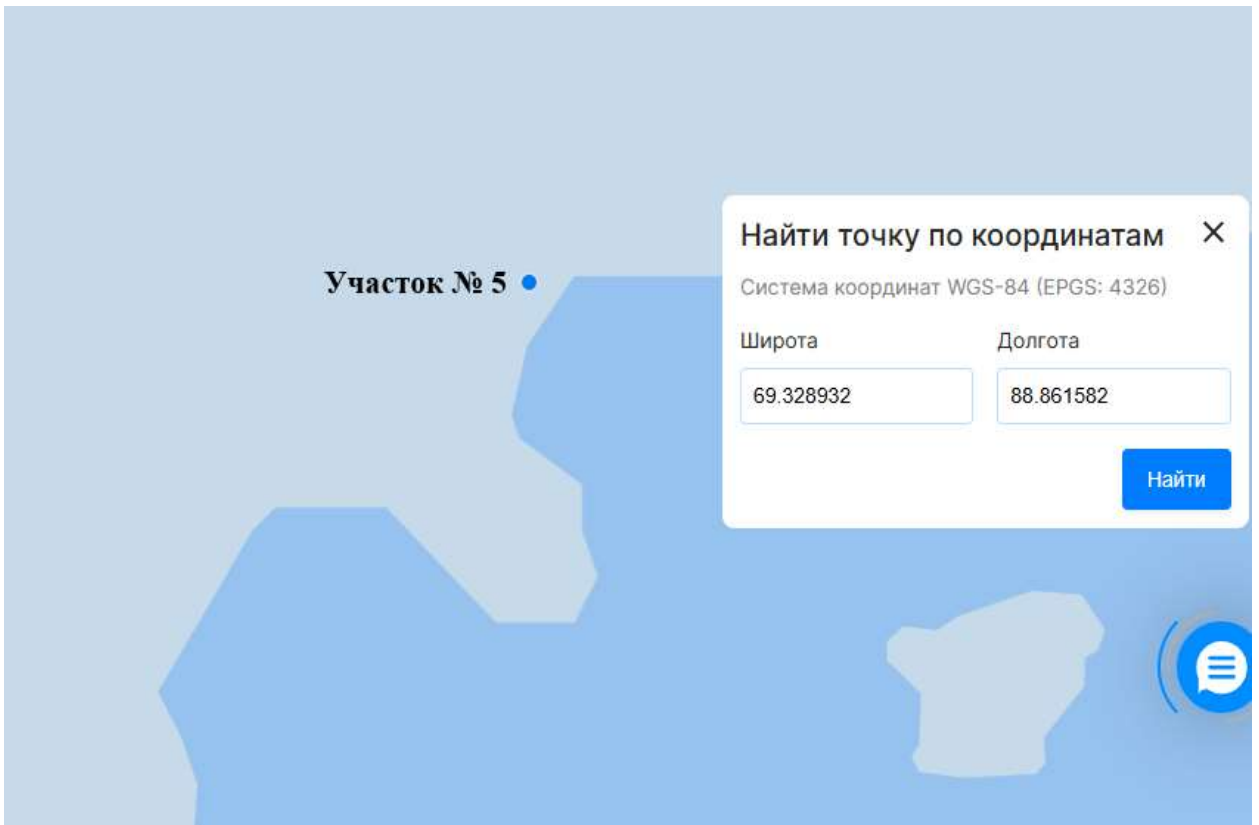 Найти точку по координатам
Участок № 5
Система координат WGS-84 (EPGS: 4326)
Широта
Долгота
69.328932
88.861582
Найти